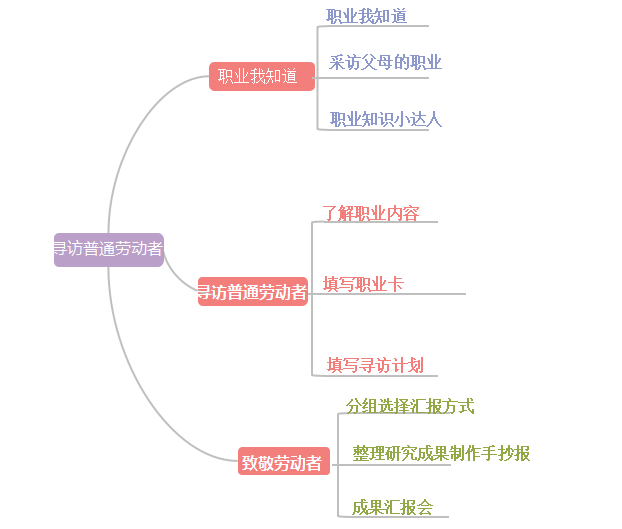 寻访普通劳动者
职业我知道
职业我知道
采访父母的职业
职业知识小达人
寻访普通劳动者
了解职业内容
填写职业卡
填写寻访计划
致敬劳动者
分组选择汇报方式
整理研究成果制作手抄报
成果汇报会